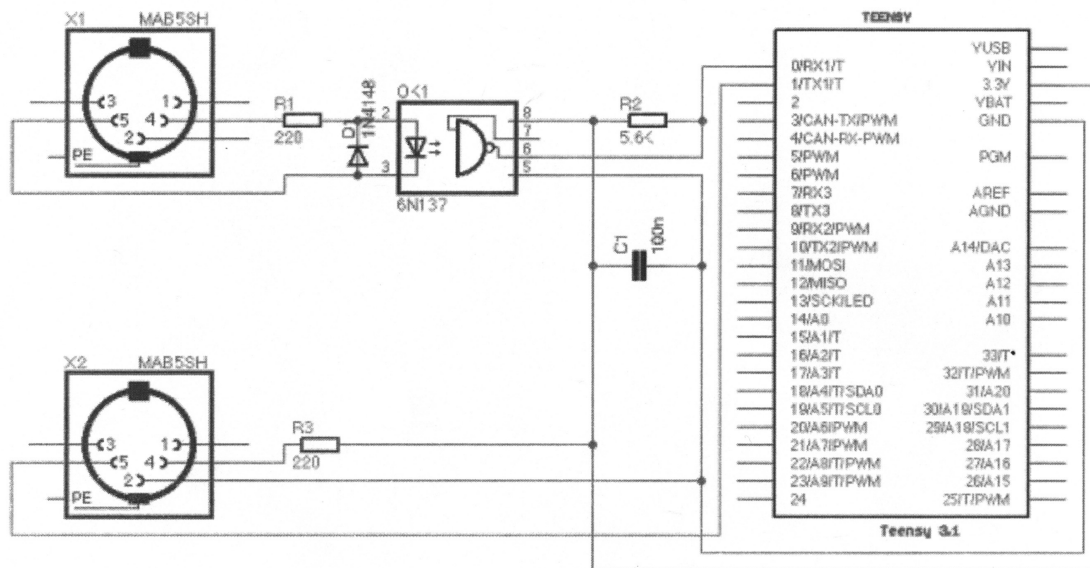 X1 MAB5SH
3 1
5 4
2
PE
R1
220
D1
1N4148
OK1
2
3
8
7
6
5
6N137
R2
5.6K
C1
100n
X2 MAB5SH
3 1
5 4
2
PE
R3
220
TEENSY
VUSB
0/RX1/T VIN
1/TX1/T 3.3V
2 VBAT
3/CAN-TX/PWM GND
4/CAN-RX-PWM
5/PWM PGM
6/PWM
7/RX3 AREF
8/TX3 AGND
9/RX2/PWM
10/TX2/PWM A14/DAC
11/MOSI A13
12/MISO A12
13/SCK/LED A11
14/A0 A10
15/A1/T
16/A2/T 33/T
17/A3/T 32/T/PWM
18/A4/T/SDA0 31/A20
19/A5/T/SCL0 30/A19/SDA1
20/A6/PWM 29/A18/SCL1
21/A7/PWM 28/A17
22/A8/T/PWM 27/A16
23/A9/T/PWM 26/A15
24 25/T/PWM
Teensy 3.1